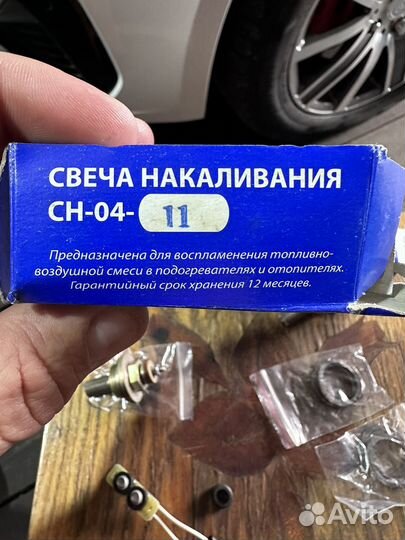 СВЕЧА НАКАЛИВАНИЯ
СН-04- 11
Предназначена для воспламенения топливно-
воздушной смеси в подогревателях и отопителях.
Гарантийный срок хранения 12 месяцев.
Avito